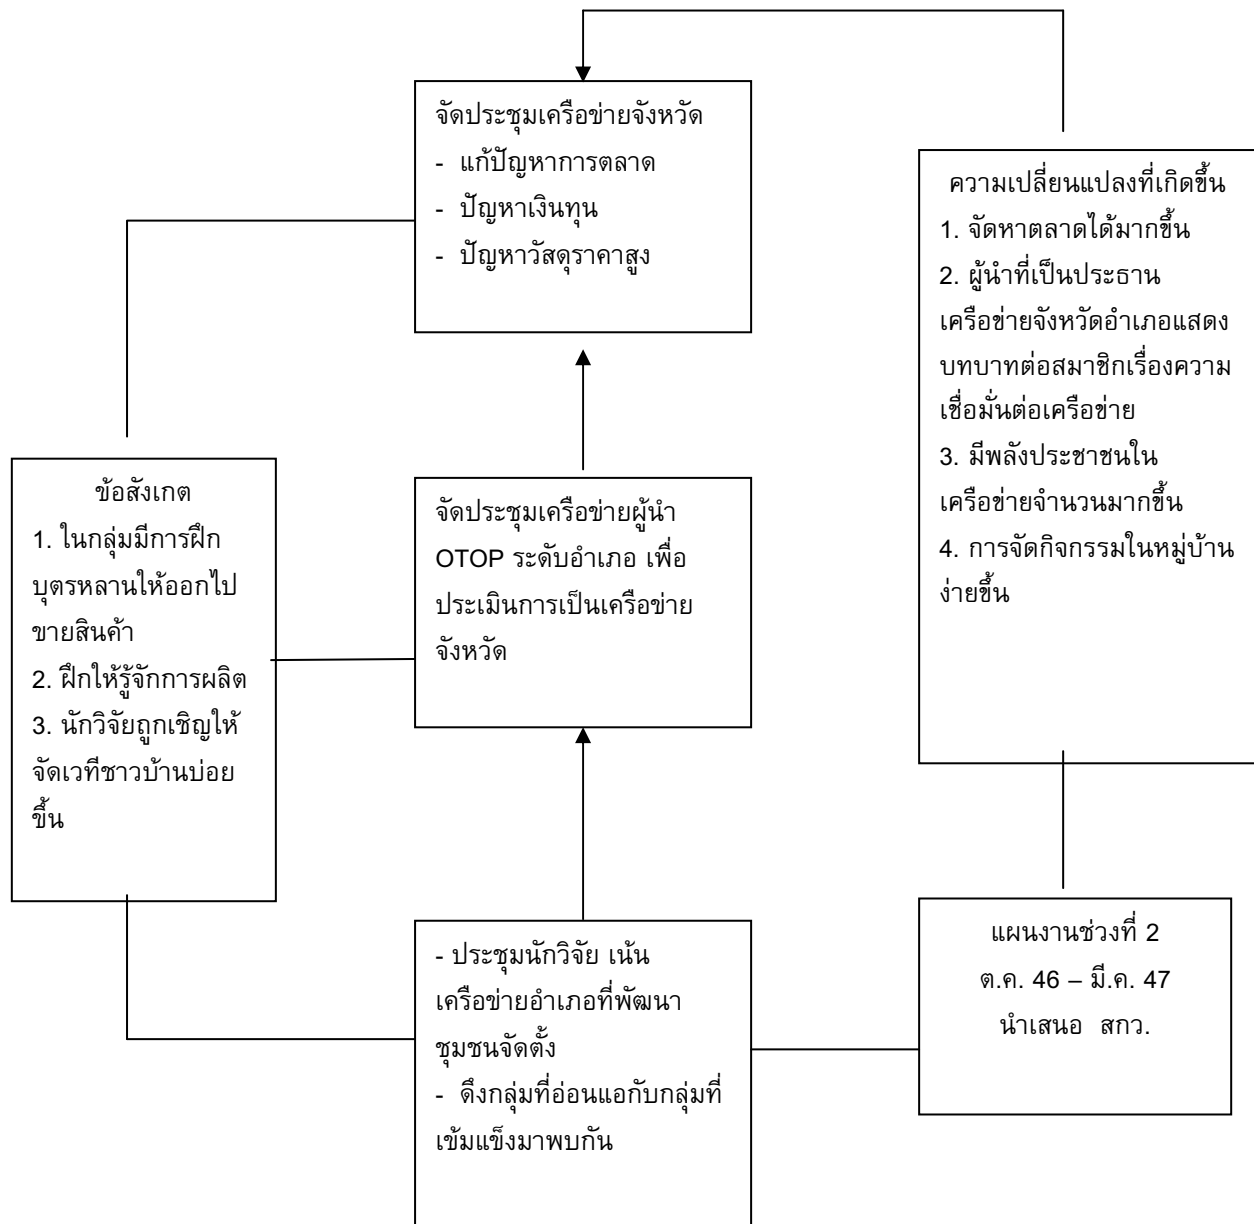 จัดประชุมเครือข่ายจังหวัด
- แก้ปัญหาการตลาด
- ปัญหาเงินทุน
- ปัญหาวัสดุราคาสูง
ความเปลี่ยนแปลงที่เกิดขึ้น
1. จัดหาตลาดได้มากขึ้น
2. ผู้นำที่เป็นประธาน
เครือข่ายจังหวัดอำเภอแสดง
บทบาทต่อสมาชิกเรื่องความ
เชื่อมั่นต่อเครือข่าย
3. มีพลังประชาชนใน
เครือข่ายจำนวนมากขึ้น
4. การจัดกิจกรรมในหมู่บ้าน
ง่ายขึ้น
ข้อสังเกต
1. ในกลุ่มมีการฝึก
บุตรหลานให้ออกไป
ขายสินค้า
2. ฝึกให้รู้จักการผลิต
3. นักวิจัยถูกเชิญให้
จัดเวทีชาวบ้านบ่อย
ขึ้น
จัดประชุมเครือข่ายผู้นำ
OTOP ระดับอำเภอ เพื่อ
ประเมินการเป็นเครือข่าย
จังหวัด
- ประชุมนักวิจัย เน้น
เครือข่ายอำเภอที่พัฒนา
ชุมชนจัดตั้ง
- ดึงกลุ่มที่อ่อนแอกับกลุ่มที่
เข้มแข็งมาพบกัน
แผนงานช่วงที่ 2
ต.ค. 46 – มี.ค. 47
นำเสนอ สกว.